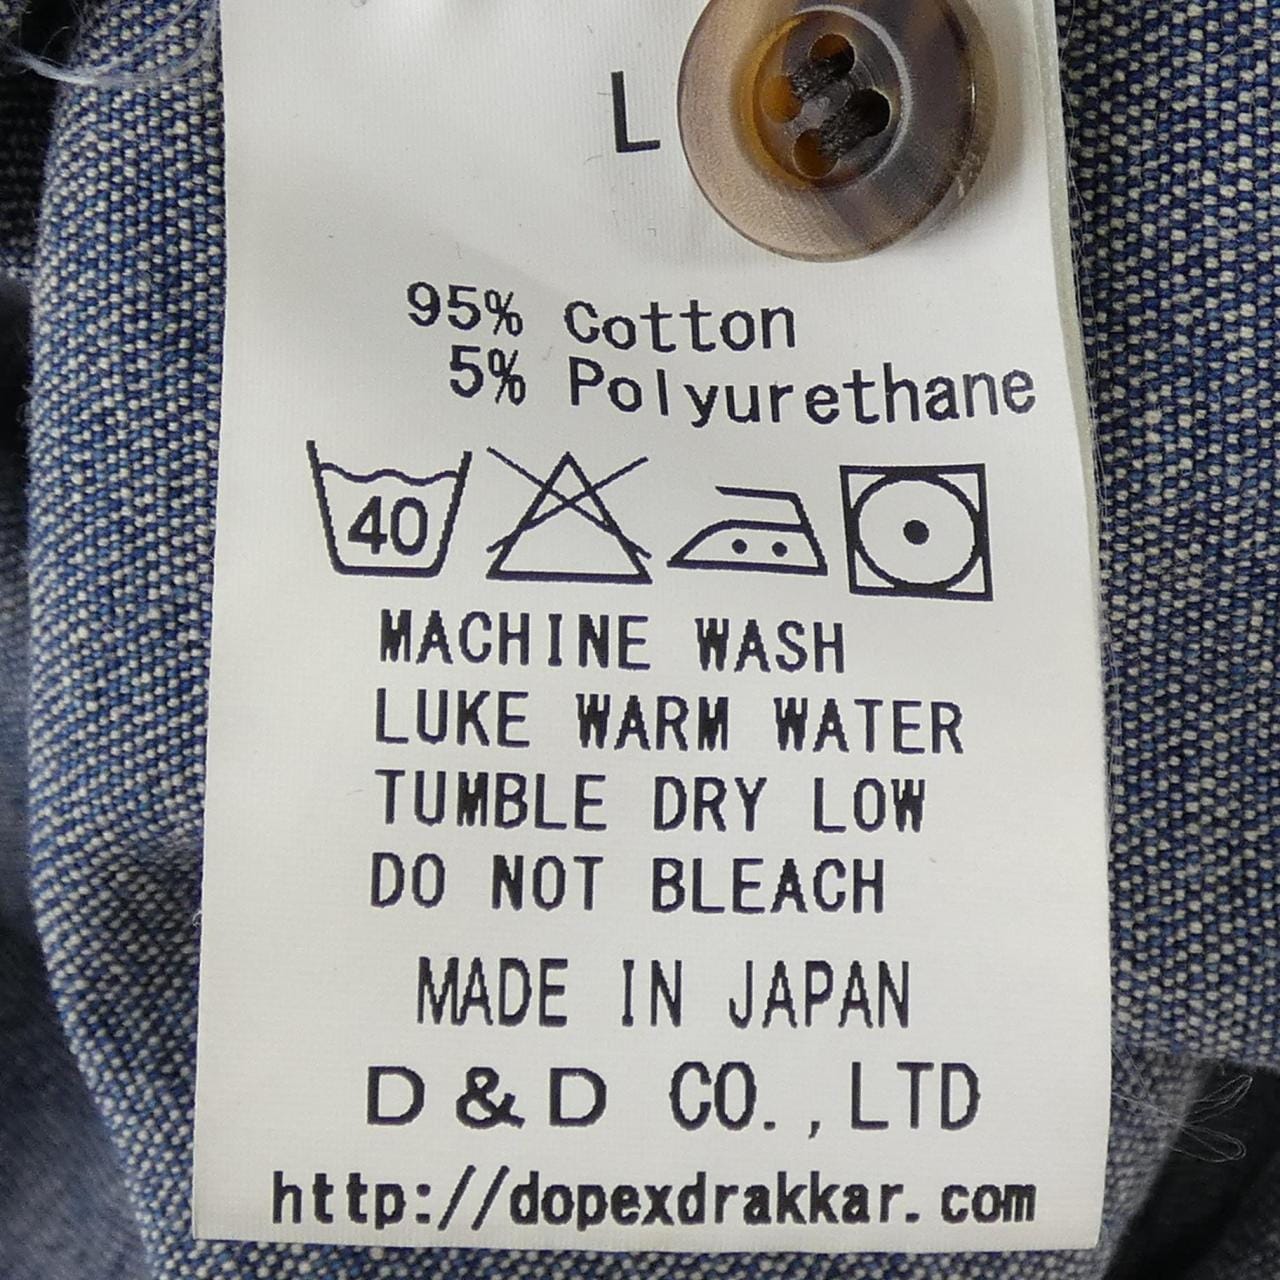 L
95% Cotton
5% Polyurethane
40
MACHINE WASH
LUKE WARM WATER
TUMBLE DRY LOW
DO NOT BLEACH
MADE IN JAPAN
D&D CO.,LTD
http://dopexdrakkar.com